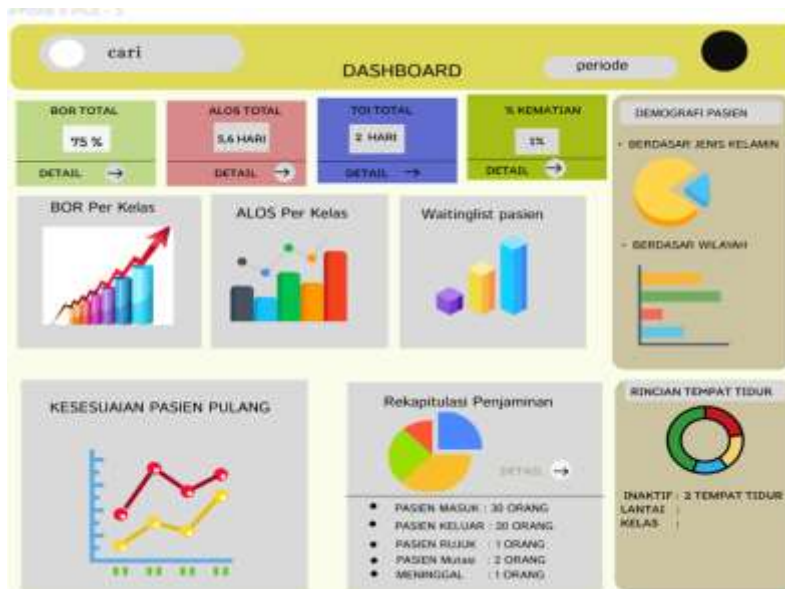 cari
DASHBOARD
periode
BOR TOTAL
75 %
DETAIL
ALOS TOTAL
5,6 HARI
DETAIL
TOI TOTAL
2 HARI
DETAIL
% KEMATIAN
1%
DETAIL
DEMOGRAFI PASIEN
BERDASAR JENIS KELAMIN
BERDASAR WILAYAH
BOR Per Kelas
ALOS Per Kelas
Waitinglist pasien
KESESUAIAN PASIEN PULANG
Rekapitulasi Penjaminan
DETAIL
PASIEN MASUK : 30 ORANG
PASIEN KELUAR : 20 ORANG
PASIEN RUJUK : 1 ORANG
PASIEN Mutasi : 2 ORANG
MENINGGAL : 1 ORANG
RINCIAN TEMPAT TIDUR
INAKTIF : 2 TEMPAT TIDUR
LANTAI :
KELAS :